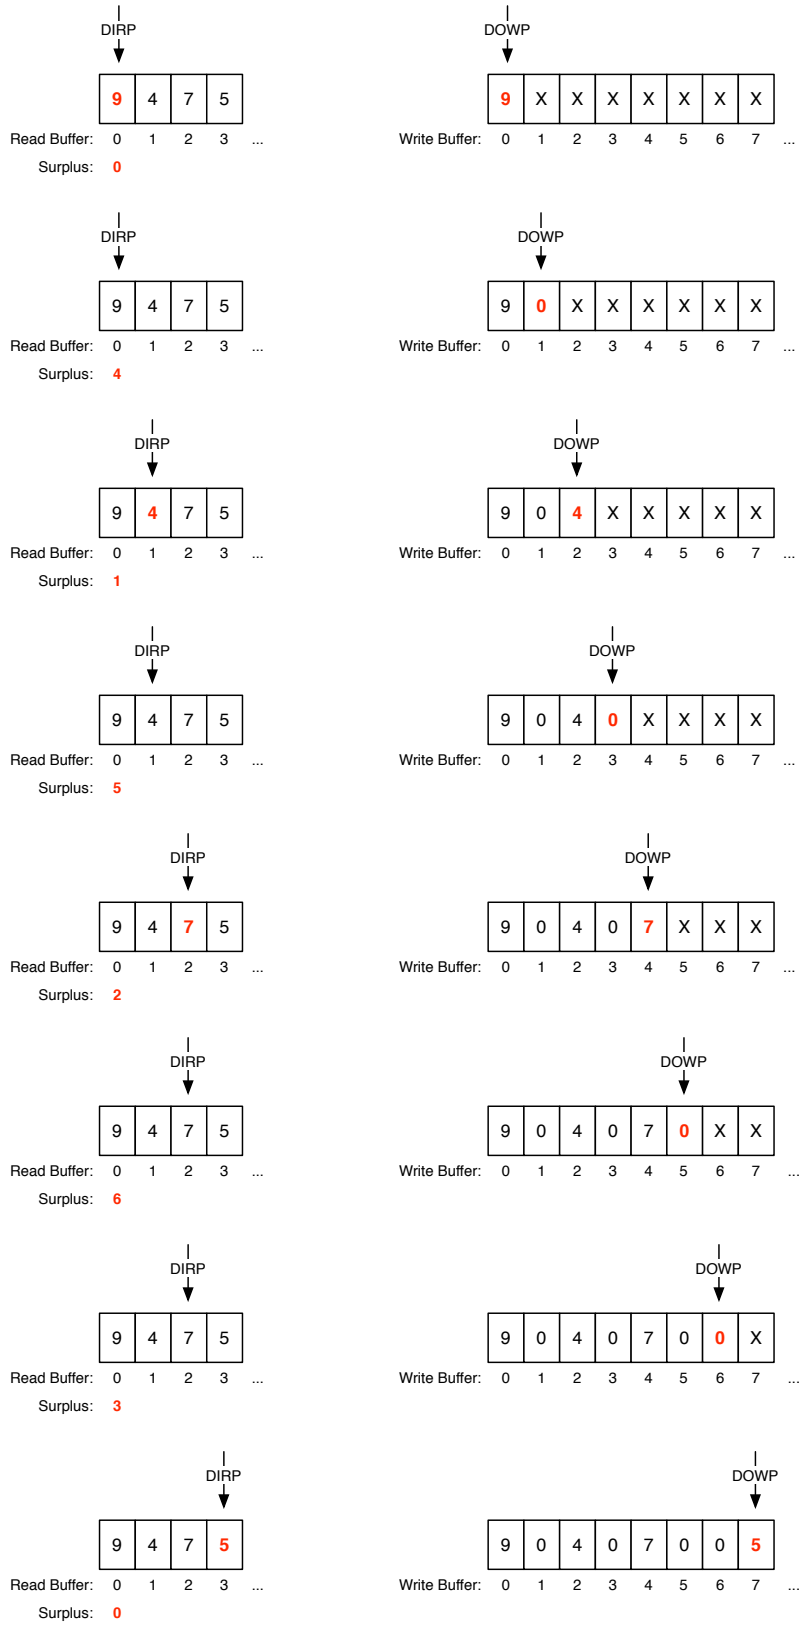 DIRP DOWP
9 4 7 5 9 X X X X X X X
Read Buffer: 0 1 2 3 ... Write Buffer: 0 1 2 3 4 5 6 7 ...
Surplus: 0
DIRP DOWP
9 4 7 5 9 0 X X X X X X
Read Buffer: 0 1 2 3 ... Write Buffer: 0 1 2 3 4 5 6 7 ...
Surplus: 4
DIRP DOWP
9 4 7 5 9 0 4 X X X X X
Read Buffer: 0 1 2 3 ... Write Buffer: 0 1 2 3 4 5 6 7 ...
Surplus: 1
DIRP DOWP
9 4 7 5 9 0 4 0 X X X X
Read Buffer: 0 1 2 3 ... Write Buffer: 0 1 2 3 4 5 6 7 ...
Surplus: 5
DIRP DOWP
9 4 7 5 9 0 4 0 7 X X X
Read Buffer: 0 1 2 3 ... Write Buffer: 0 1 2 3 4 5 6 7 ...
Surplus: 2
DIRP DOWP
9 4 7 5 9 0 4 0 7 0 X X
Read Buffer: 0 1 2 3 ... Write Buffer: 0 1 2 3 4 5 6 7 ...
Surplus: 6
DIRP DOWP
9 4 7 5 9 0 4 0 7 0 0 X
Read Buffer: 0 1 2 3 ... Write Buffer: 0 1 2 3 4 5 6 7 ...
Surplus: 3
DIRP DOWP
9 4 7 5 9 0 4 0 7 0 0 5
Read Buffer: 0 1 2 3 ... Write Buffer: 0 1 2 3 4 5 6 7 ...
Surplus: 0